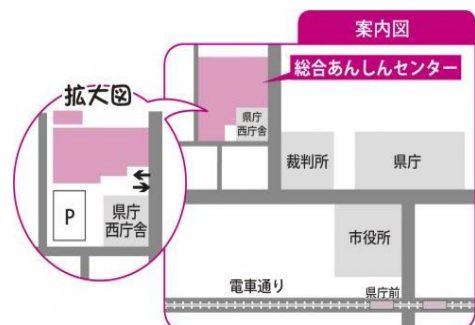 案内図
総合あんしんセンター
拡大図
県庁
西庁舎
裁判所
県庁
P
県庁
西庁舎
市役所
電車通り
県庁前